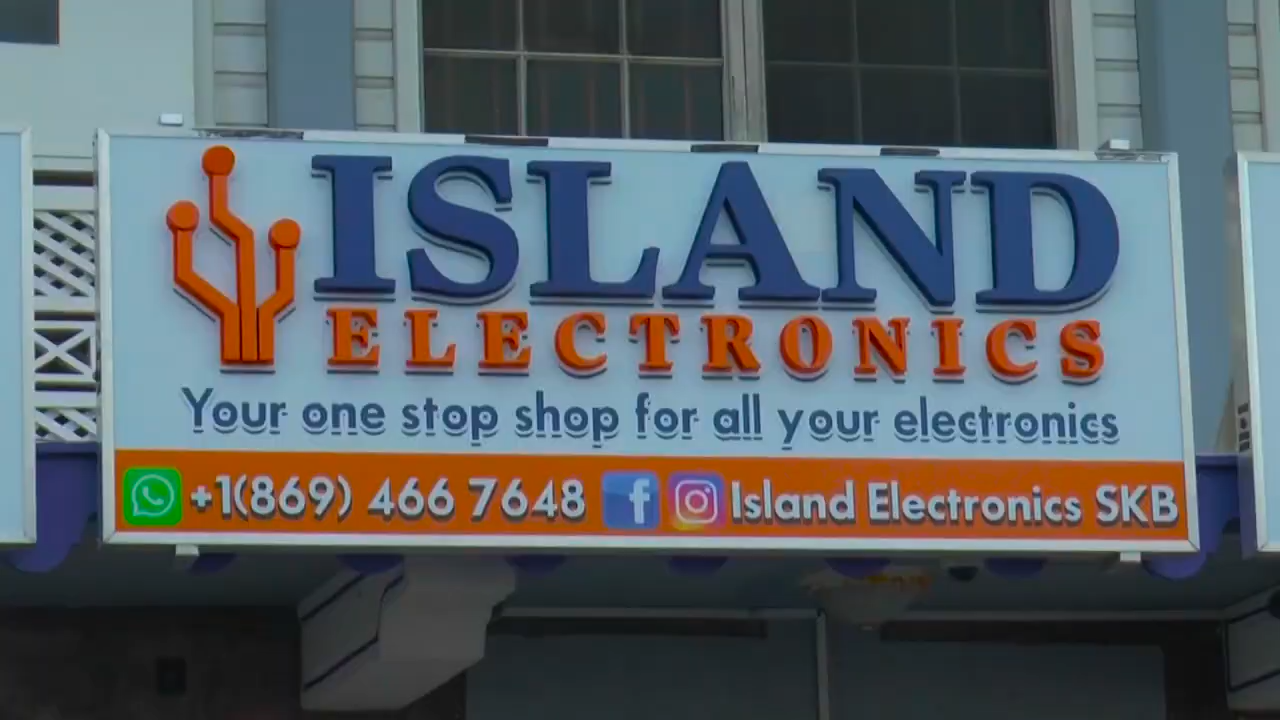 ISLAND
ELECTRONICS
Your one stop shop for all your electronics
+1(869) 466 7648 f Island Electronics SKB